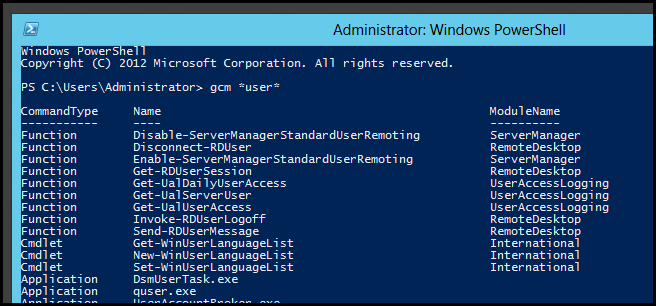 Administrator: Windows PowerShell
Windows PowerShell
Copyright (C) 2012 Microsoft Corporation. All rights reserved.
PS C:\Users\Administrator> gcm *user*
CommandType Name ModuleName
----------- ---- ----------
Function Disable-ServerManagerStandardUserRemoting ServerManager
Function Disconnect-RDUser RemoteDesktop
Function Enable-ServerManagerStandardUserRemoting ServerManager
Function Get-RDUserSession RemoteDesktop
Function Get-UalDailyUserAccess UserAccessLogging
Function Get-UalServerUser UserAccessLogging
Function Get-UalUserAccess UserAccessLogging
Function Invoke-RDUserLogoff RemoteDesktop
Function Send-RDUserMessage RemoteDesktop
Cmdlet Get-WinUserLanguageList International
Cmdlet New-WinUserLanguageList International
Cmdlet Set-WinUserLanguageList International
Application DsmUserTask.exe
Application quser.exe
Application UserAccountBroker.exe